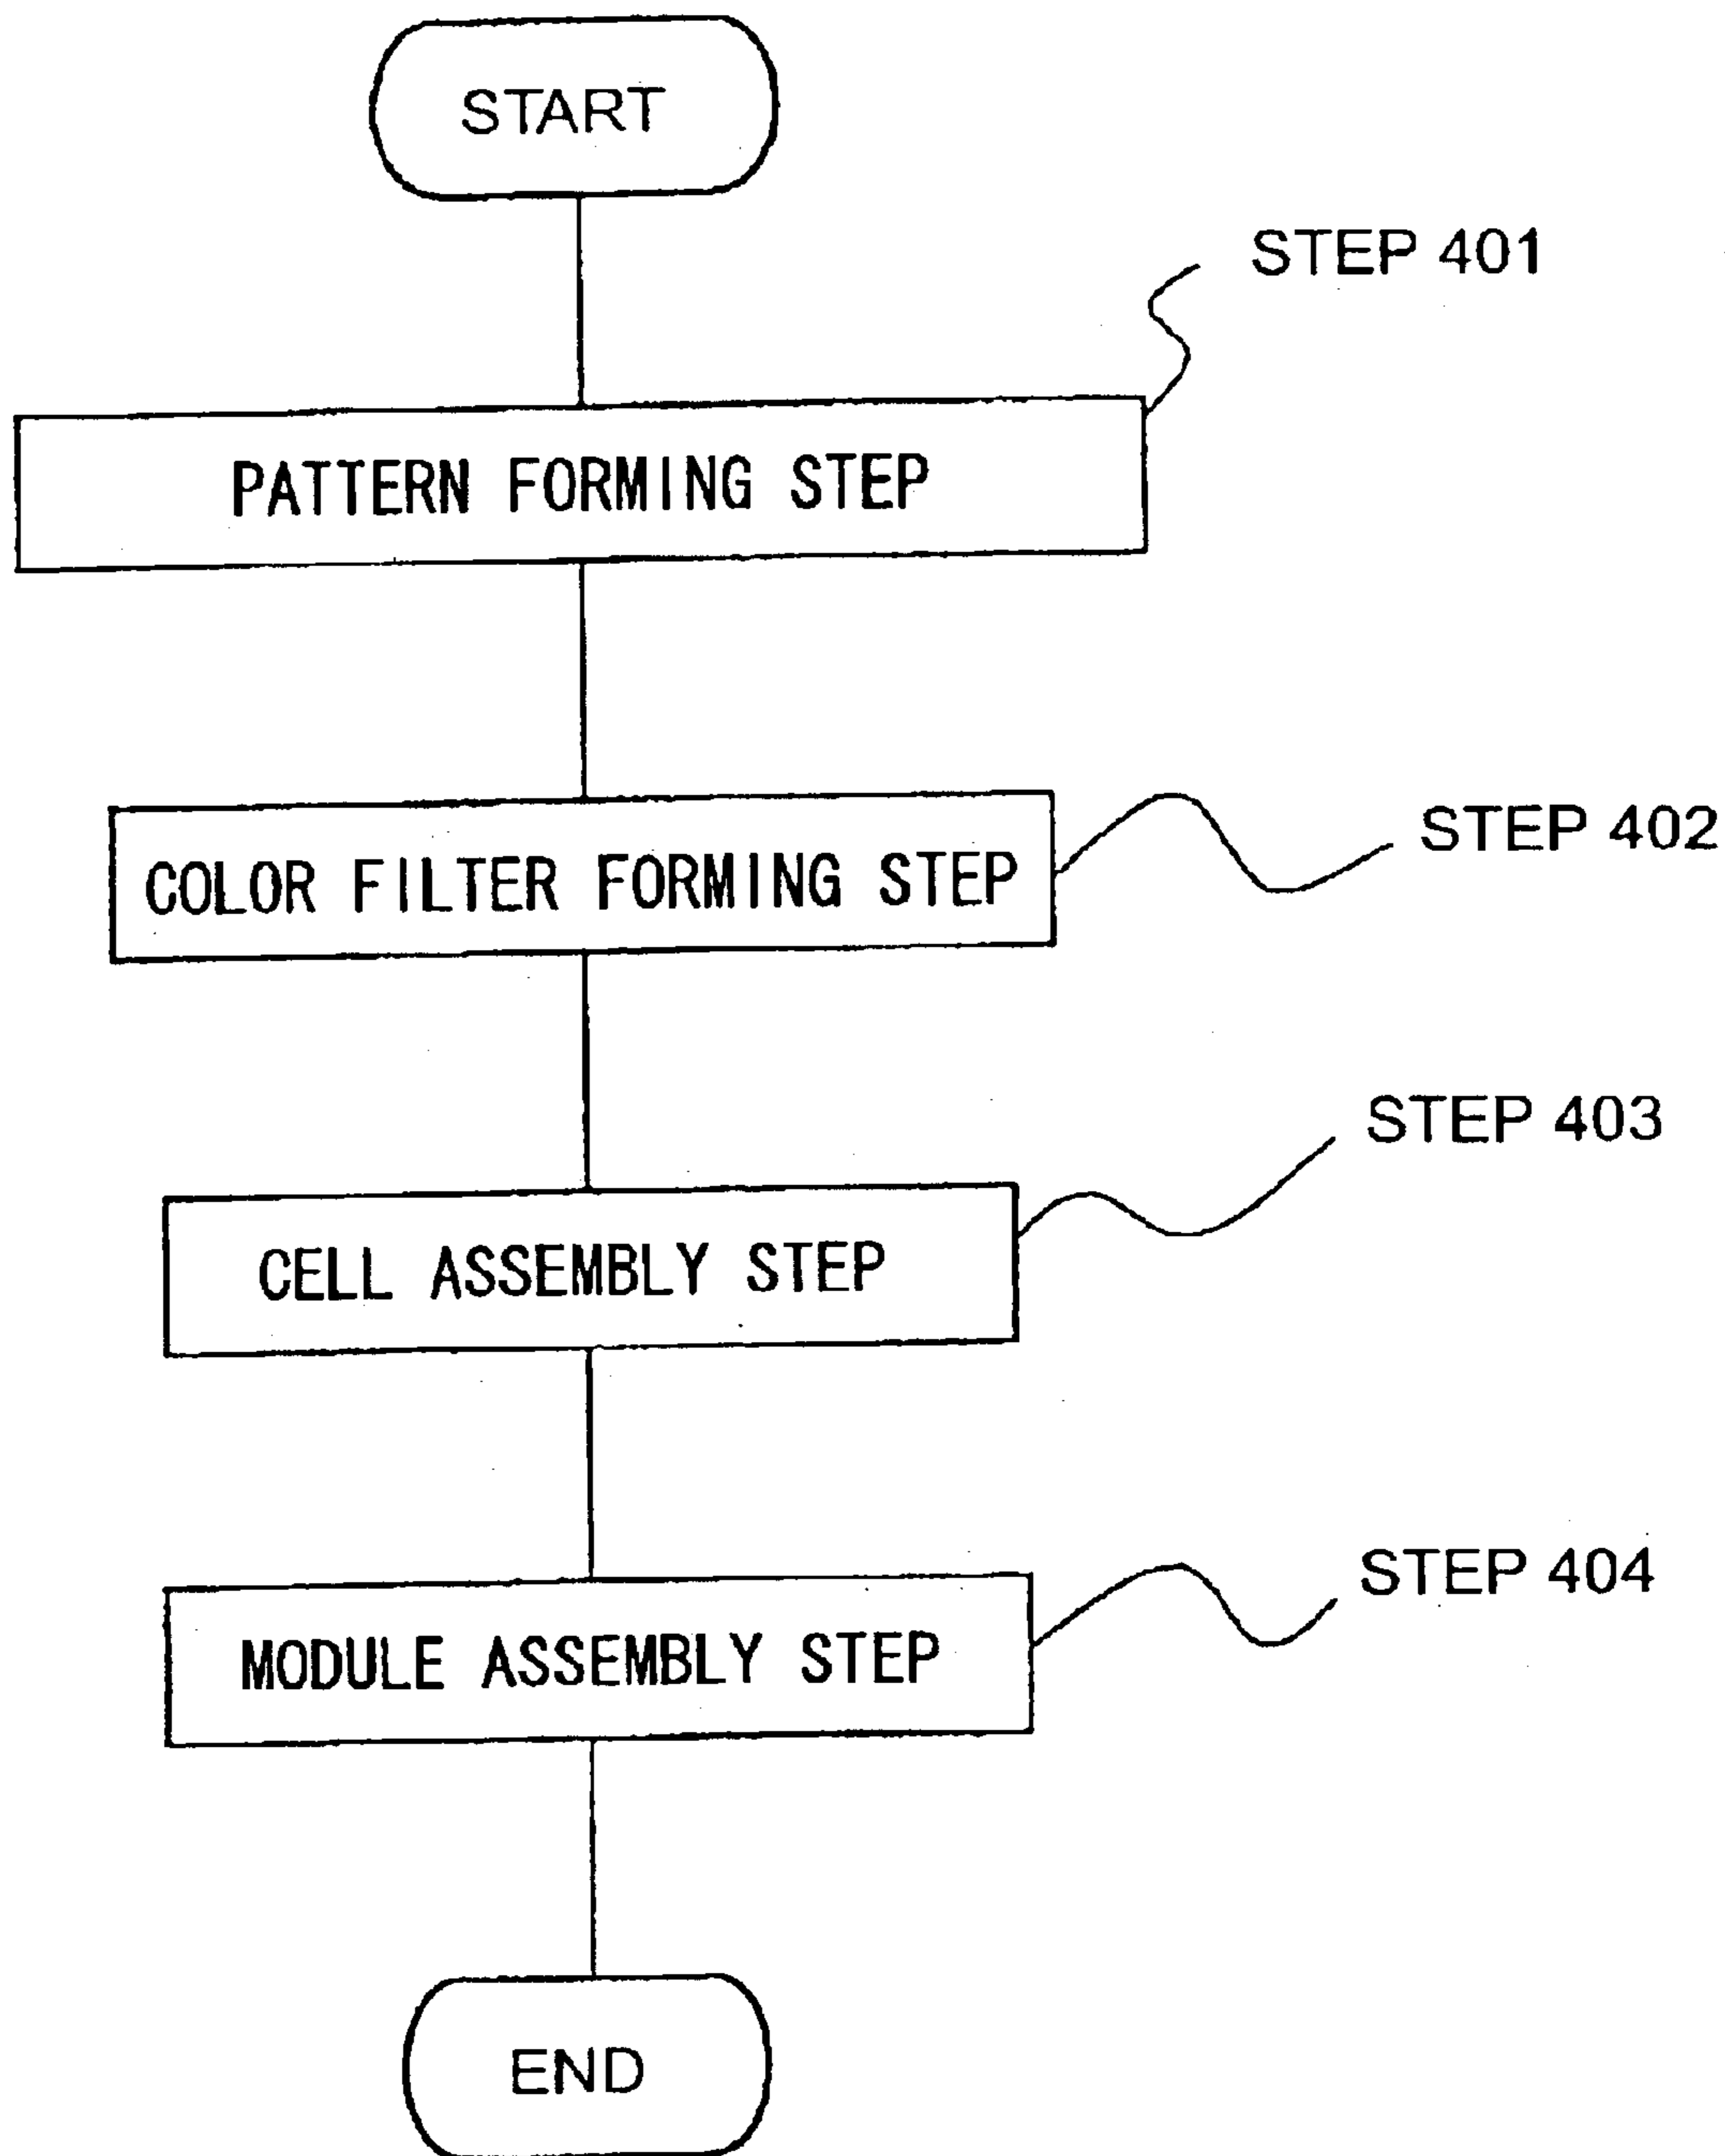 START
STEP 401
PATTERN FORMING STEP
STEP 402
COLOR FILTER FORMING STEP
STEP 403
CELL ASSEMBLY STEP
STEP 404
MODULE ASSEMBLY STEP
END